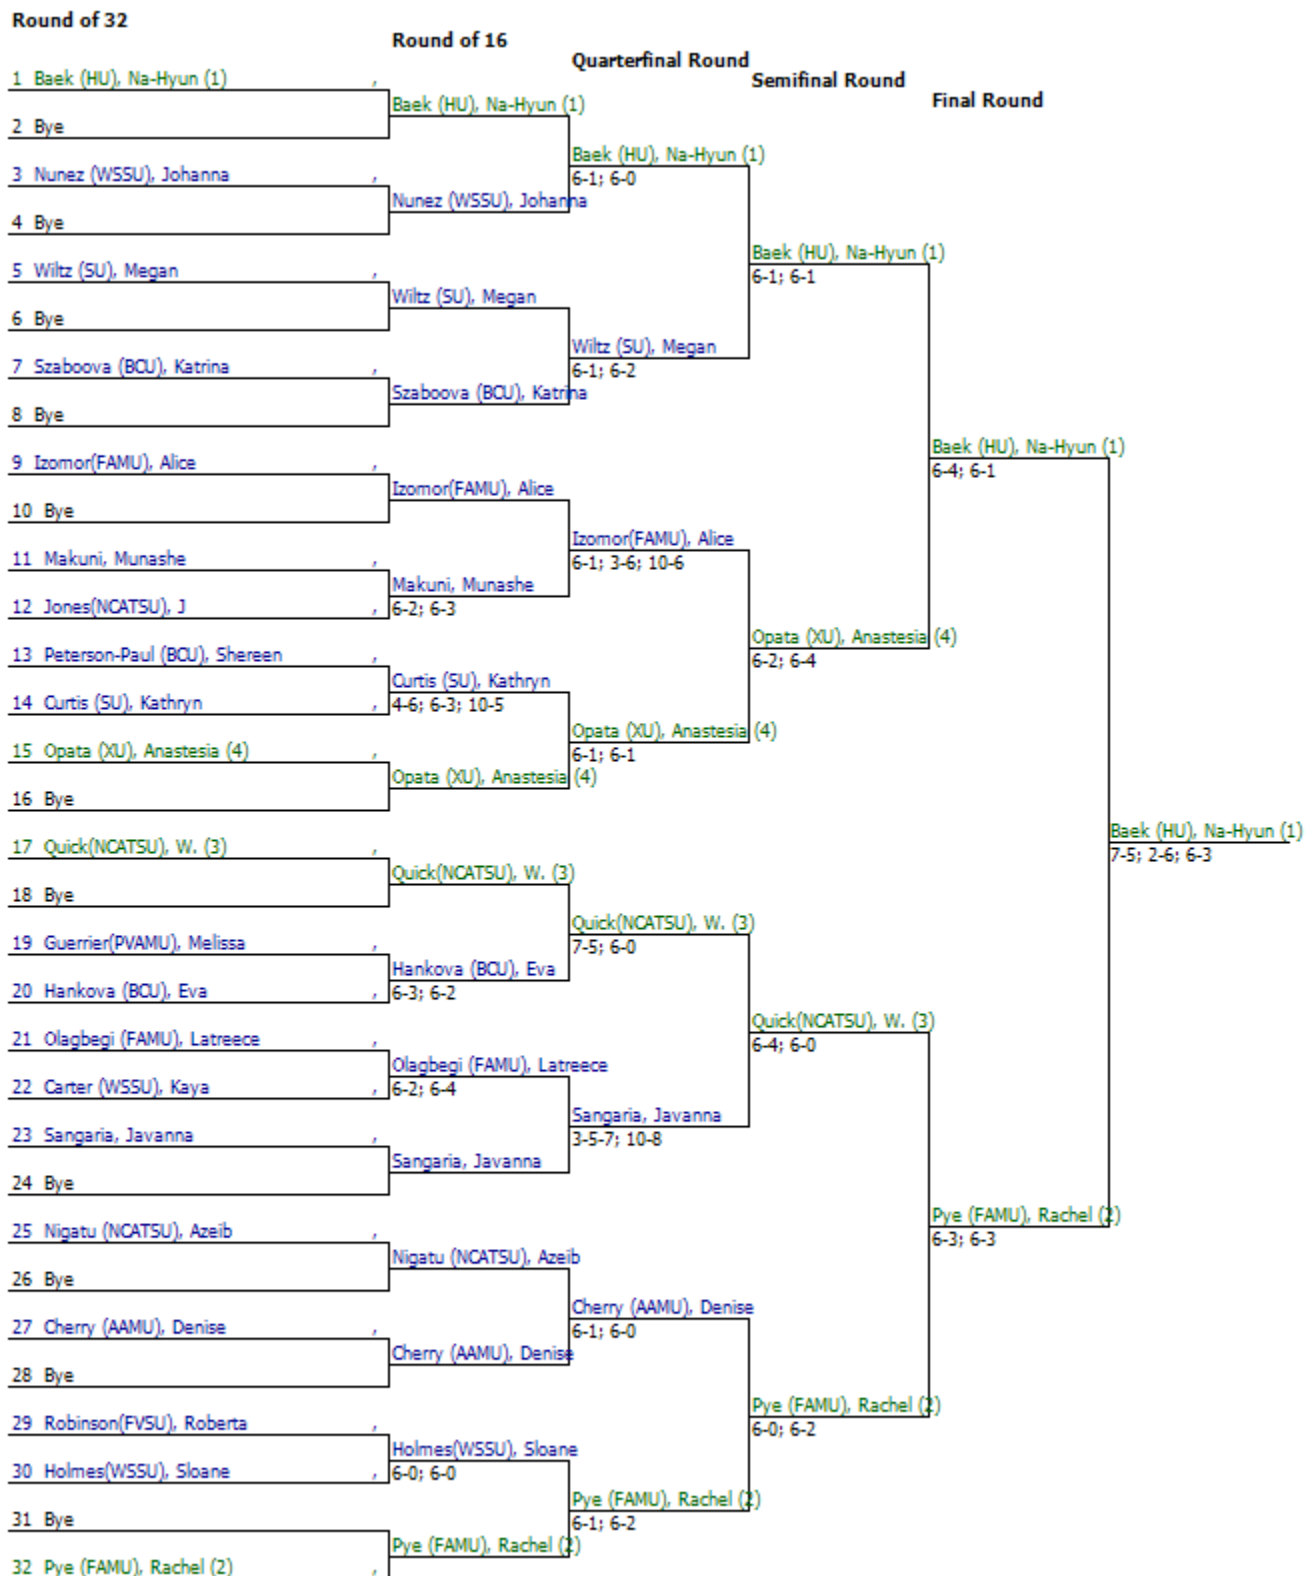 Round of 32
Round of 16
Quarterfinal Round
Semifinal Round
Final Round
1 Baek (HU), Na-Hyun (1) ,
Baek (HU), Na-Hyun (1)
2 Bye
Baek (HU), Na-Hyun (1)
6-1; 6-0
3 Nunez (WSSU), Johanna ,
Nunez (WSSU), Johanna
4 Bye
Baek (HU), Na-Hyun (1)
6-1; 6-1
5 Wiltz (SU), Megan ,
Wiltz (SU), Megan
6 Bye
Wiltz (SU), Megan
6-1; 6-2
7 Szaboova (BCU), Katrina ,
Szaboova (BCU), Katrina
8 Bye
Baek (HU), Na-Hyun (1)
6-4; 6-1
9 Izomor(FAMU), Alice ,
Izomor(FAMU), Alice
10 Bye
Izomor(FAMU), Alice
6-1; 3-6; 10-6
11 Makuni, Munashe ,
Makuni, Munashe
6-2; 6-3
12 Jones(NCATSU), J ,
Opata (XU), Anastesia (4)
6-2; 6-4
13 Peterson-Paul (BCU), Shereen ,
Curtis (SU), Kathryn
4-6; 6-3; 10-5
14 Curtis (SU), Kathryn ,
Opata (XU), Anastesia (4)
6-1; 6-1
15 Opata (XU), Anastesia (4) ,
Opata (XU), Anastesia (4)
16 Bye
Baek (HU), Na-Hyun (1)
7-5; 2-6; 6-3
17 Quick(NCATSU), W. (3) ,
Quick(NCATSU), W. (3)
18 Bye
Quick(NCATSU), W. (3)
7-5; 6-0
19 Guerrier(PVAMU), Melissa ,
Hankova (BCU), Eva
6-3; 6-2
20 Hankova (BCU), Eva ,
Quick(NCATSU), W. (3)
6-4; 6-0
21 Olagbegi (FAMU), Latreece ,
Olagbegi (FAMU), Latreece
6-2; 6-4
22 Carter (WSSU), Kaya ,
Sangaria, Javanna
3-5-7; 10-8
23 Sangaria, Javanna ,
Sangaria, Javanna
24 Bye
Pye (FAMU), Rachel (2)
6-3; 6-3
25 Nigatu (NCATSU), Azeib ,
Nigatu (NCATSU), Azeib
26 Bye
Cherry (AAMU), Denise
6-1; 6-0
27 Cherry (AAMU), Denise ,
Cherry (AAMU), Denise
28 Bye
Pye (FAMU), Rachel (2)
6-0; 6-2
29 Robinson(FVSU), Roberta ,
Holmes(WSSU), Sloane
6-0; 6-0
30 Holmes(WSSU), Sloane ,
Pye (FAMU), Rachel (2)
6-1; 6-2
31 Bye
Pye (FAMU), Rachel (2)
32 Pye (FAMU), Rachel (2) ,